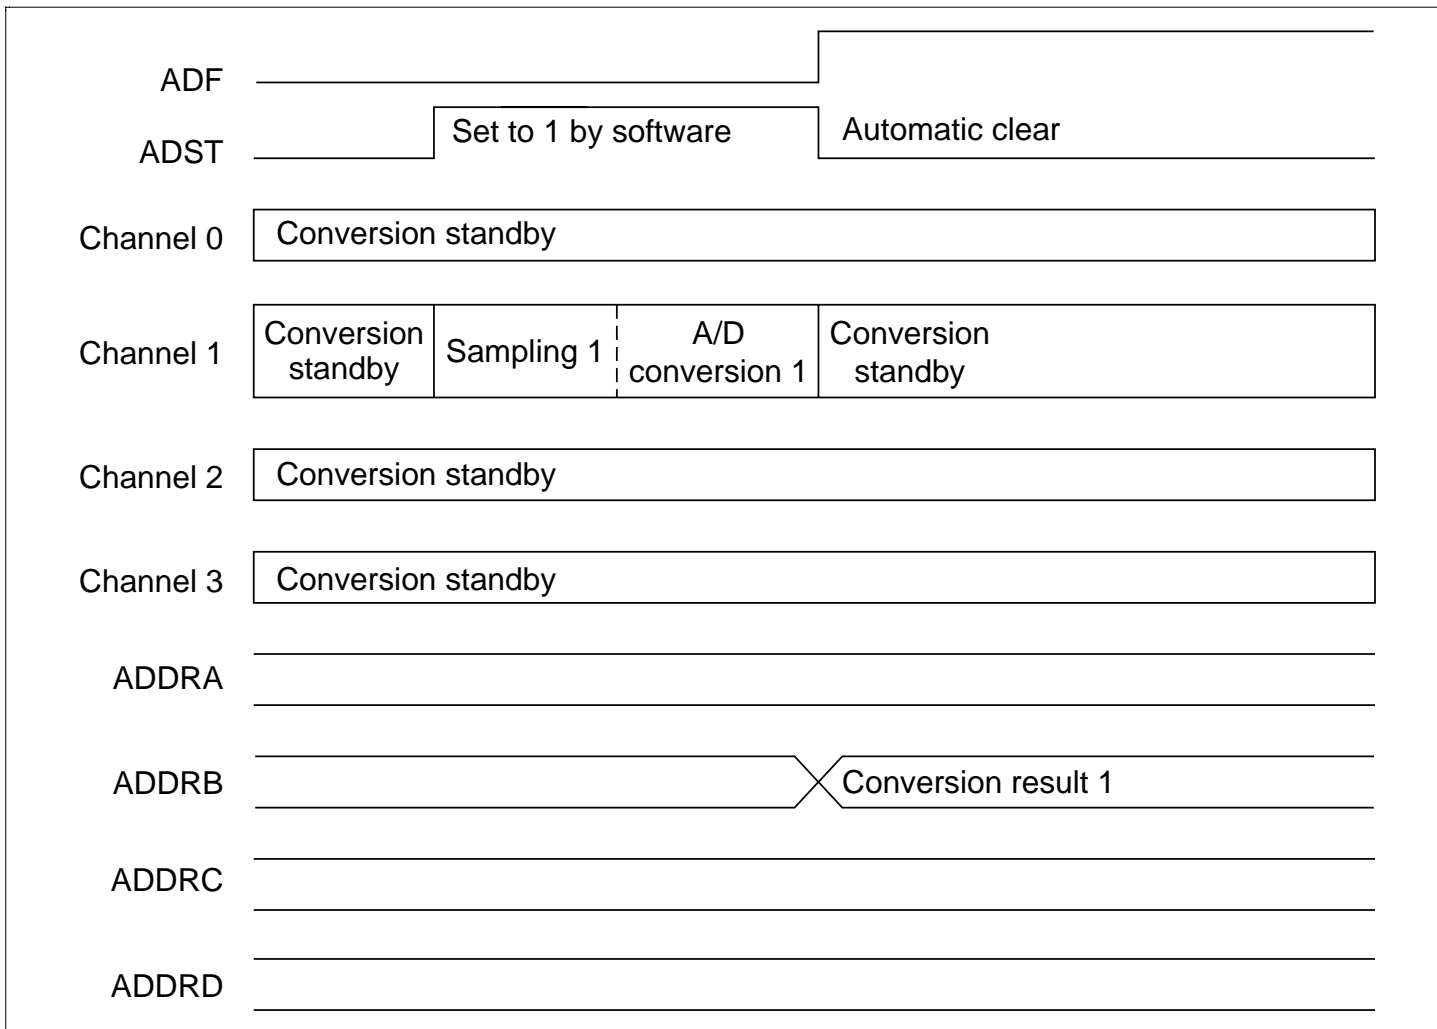 ADF
ADST
Set to 1 by software
Automatic clear
Channel 0
Conversion standby
Channel 1
Conversion
standby
Sampling 1
A/D
conversion 1
Conversion
standby
Channel 2
Conversion standby
Channel 3
Conversion standby
ADDRA
ADDRB
Conversion result 1
ADDRC
ADDRD